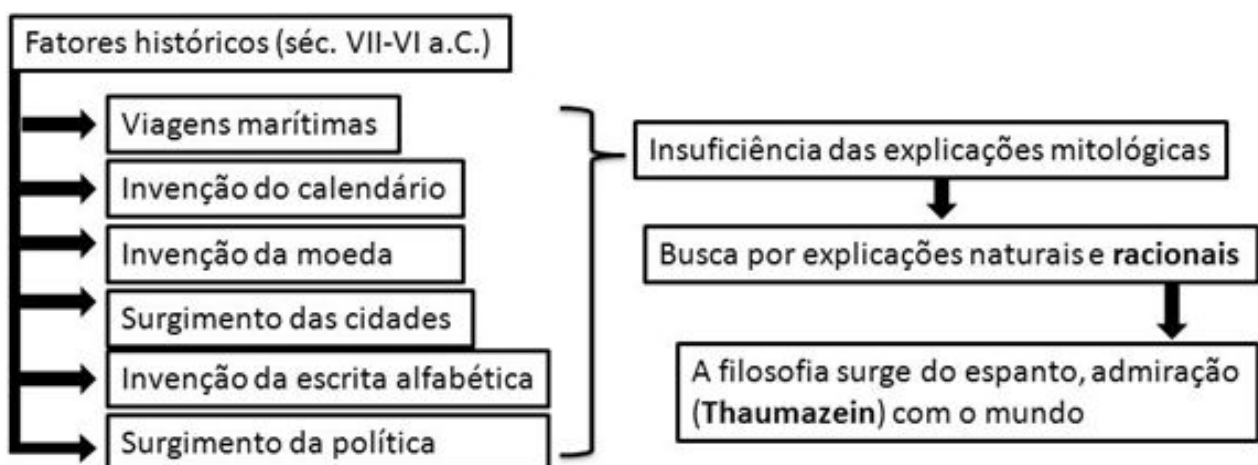 Fatores históricos (séc. VII-VI a.C.)
Viagens marítimas
Invenção do calendário
Invenção da moeda
Surgimento das cidades
Invenção da escrita alfabética
Surgimento da política
Insuficiência das explicações mitológicas
Busca por explicações naturais e racionais
A filosofia surge do espanto, admiração
(Thaumazein) com o mundo